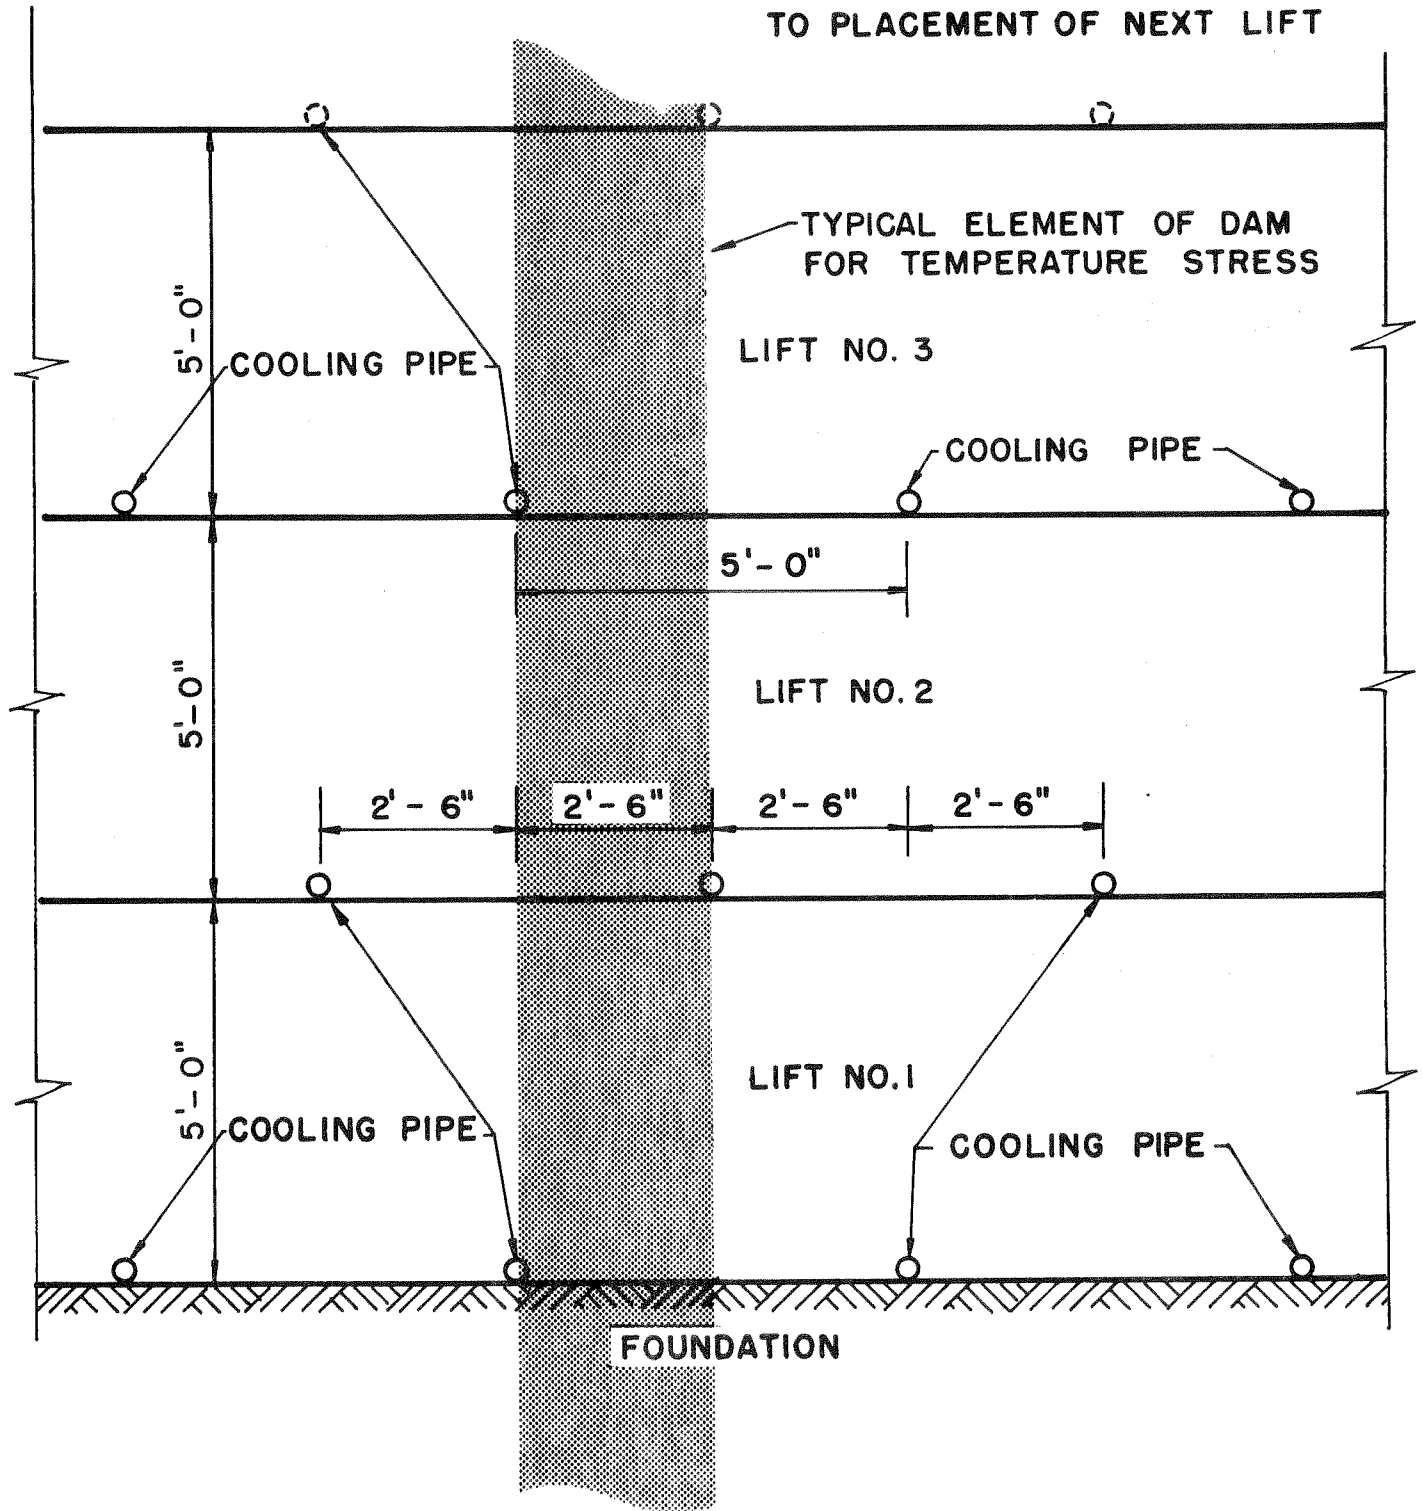 TO PLACEMENT OF NEXT LIFT
TYPICAL ELEMENT OF DAM
FOR TEMPERATURE STRESS
5'-0"
LIFT NO. 3
COOLING PIPE
COOLING PIPE
5'-0"
5'-0"
LIFT NO. 2
2'-6"
2'-6"
2'-6"
2'-6"
5'-0"
LIFT NO. 1
COOLING PIPE
COOLING PIPE
FOUNDATION